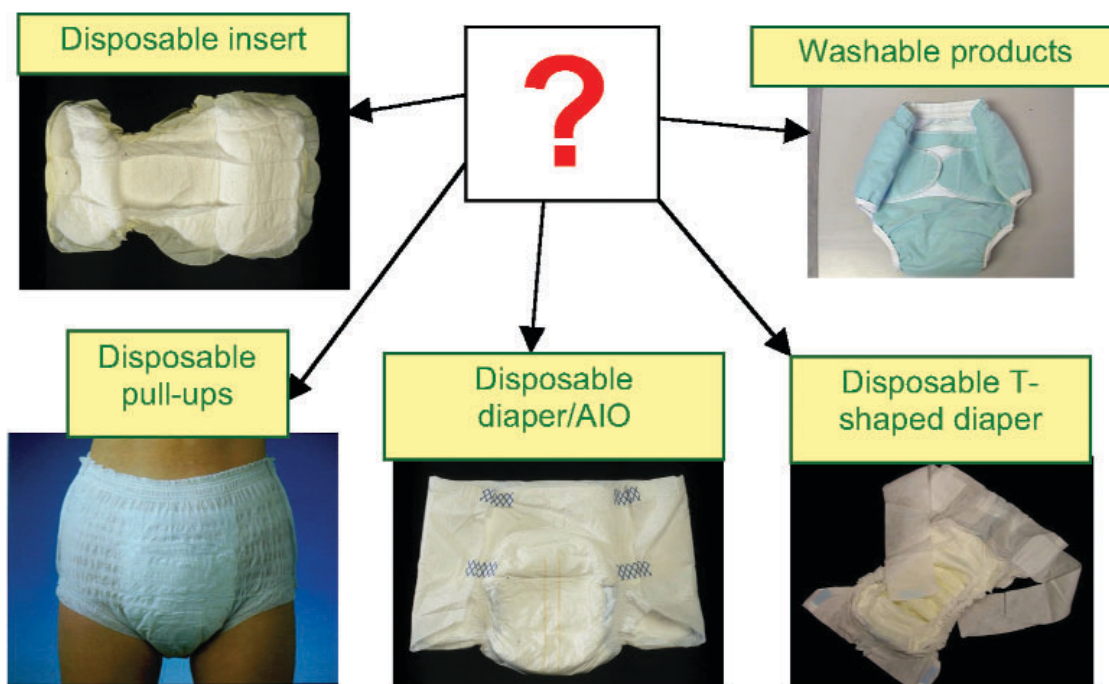 Disposable insert
?
Washable products
Disposable
pull-ups
Disposable
diaper/AIO
Disposable T-
shaped diaper